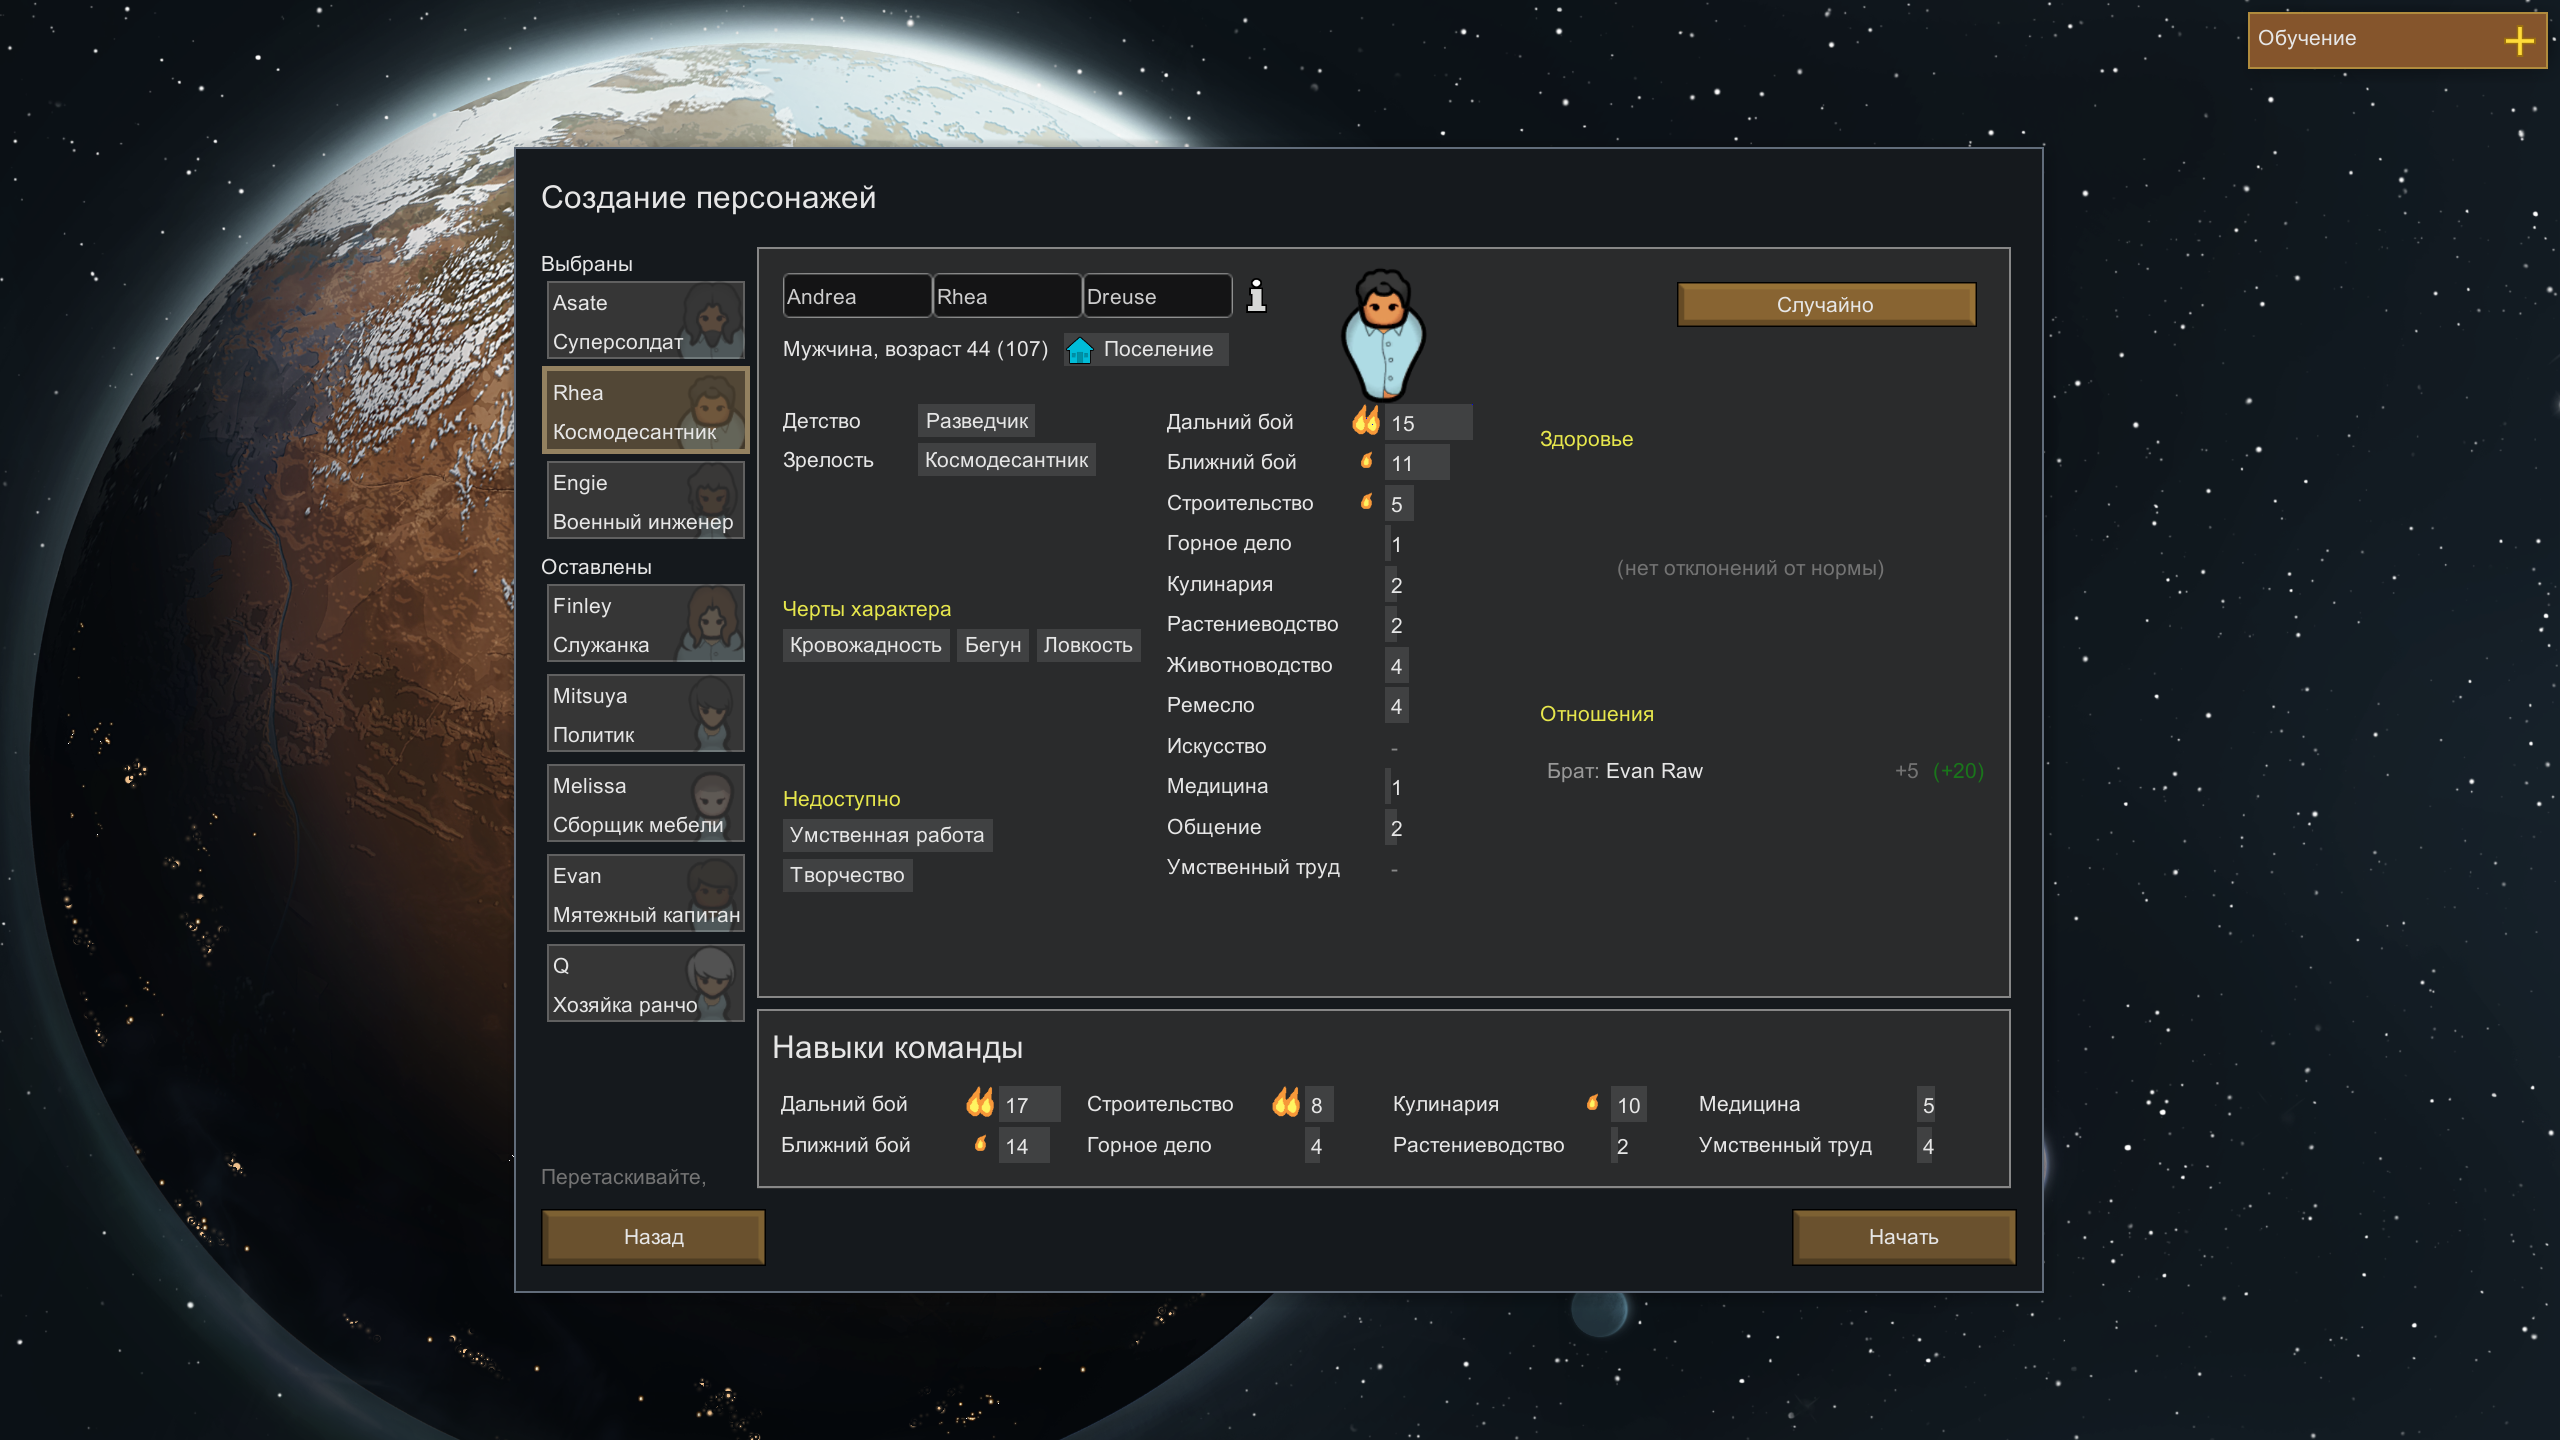 Обучение
Создание персонажей
Выбраны
Asate
Суперсолдат
Rhea
Космодесантник
Engie
Военный инженер
Оставлены
Finley
Служанка
Mitsuya
Политик
Melissa
Сборщик мебели
Evan
Мятежный капитан
Q
Хозяйка ранчо
Перетаскивайте,
Andrea Rhea Dreuse
Случайно
Мужчина, возраст 44 (107) Поселение
Детство Разведчик
Зрелость Космодесантник
Черты характера
Кровожадность Бегун Ловкость
Недоступно
Умственная работа
Творчество
Дальний бой 15
Ближний бой 11
Строительство 5
Горное дело 1
Кулинария 2
Растениеводство 2
Животноводство 4
Ремесло 4
Искусство -
Медицина 1
Общение 2
Умственный труд -
Здоровье
(нет отклонений от нормы)
Отношения
Брат: Evan Raw +5 (+20)
Навыки команды
Дальний бой 17 Строительство 8 Кулинария 10 Медицина 5
Ближний бой 14 Горное дело 4 Растениеводство 2 Умственный труд 4
Назад
Начать